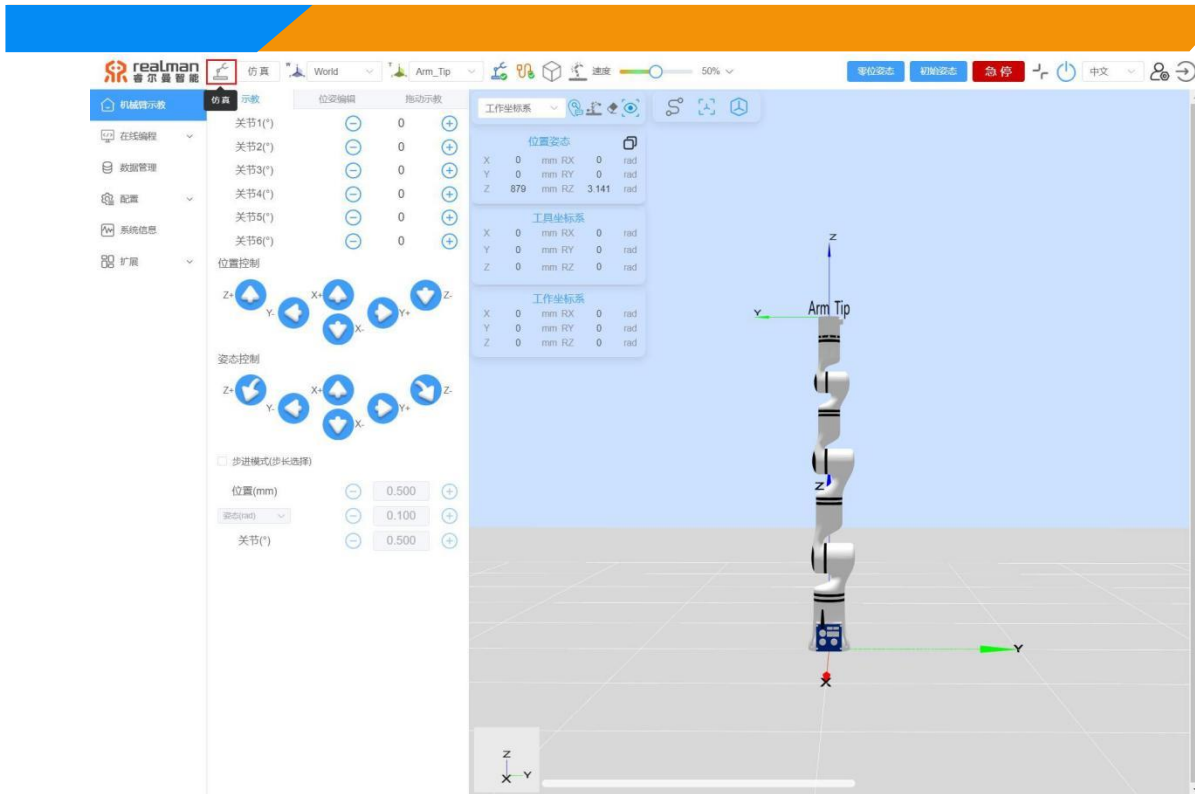 realman
睿尔曼智能
仿真 World Arm_Tip 速度 50% 零位姿态 初始姿态 急停 中文
仿真
机械臂示教
在线编程
数据管理
配置
系统信息
扩展
示教 位姿编辑 拖动示教
关节1(°) 0
关节2(°) 0
关节3(°) 0
关节4(°) 0
关节5(°) 0
关节6(°) 0
位置控制
Z+ Y- X+ X- Y+ Z-
姿态控制
Z+ Y- X+ X- Y+ Z-
步进模式(步长选择)
位置(mm) 0.500
姿态(rad) 0.100
关节(°) 0.500
工作坐标系
位置姿态
X 0 mm RX 0 rad
Y 0 mm RY 0 rad
Z 879 mm RZ 3.141 rad
工具坐标系
X 0 mm RX 0 rad
Y 0 mm RY 0 rad
Z 0 mm RZ 0 rad
工作坐标系
X 0 mm RX 0 rad
Y 0 mm RY 0 rad
Z 0 mm RZ 0 rad
Z
Y Arm Tip
Z
Y
X
Z
X Y